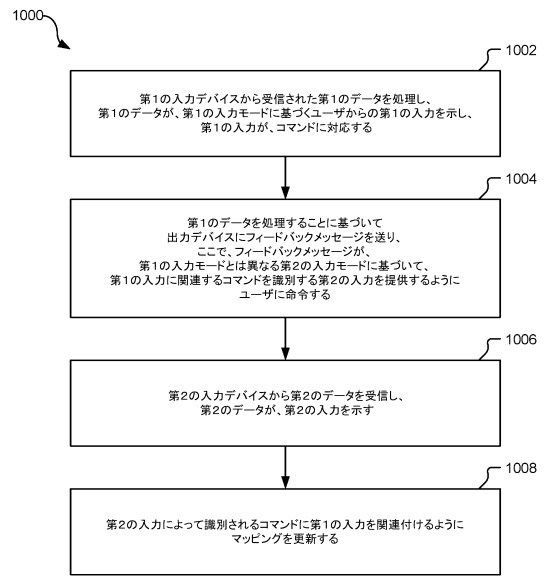 1000
1002
第1の入力デバイスから受信された第1のデータを処理し、
第1のデータが、第1の入力モードに基づくユーザからの第1の入力を示し、
第1の入力が、コマンドに対応する
1004
第1のデータを処理することに基づいて
出力デバイスにフィードバックメッセージを送り、
ここで、フィードバックメッセージが、
第1の入力モードとは異なる第2の入力モードに基づいて、
第1の入力に関連するコマンドを識別する第2の入力を提供するように
ユーザに命令する
1006
第2の入力デバイスから第2のデータを受信し、
第2のデータが、第2の入力を示す
1008
第2の入力によって識別されるコマンドに第1の入力を関連付けるように
マッピングを更新する